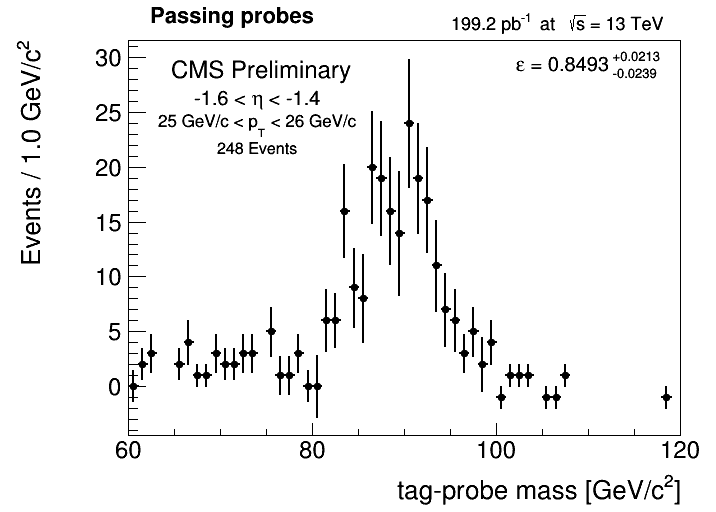 Passing probes
199.2 pb⁻¹ at √s = 13 TeV
CMS Preliminary
ε = 0.8493 +0.0213 -0.0239
-1.6 < η < -1.4
25 GeV/c < p_T < 26 GeV/c
248 Events
Events / 1.0 GeV/c²
30
25
20
15
10
5
0
60 80 100 120
tag-probe mass [GeV/c²]